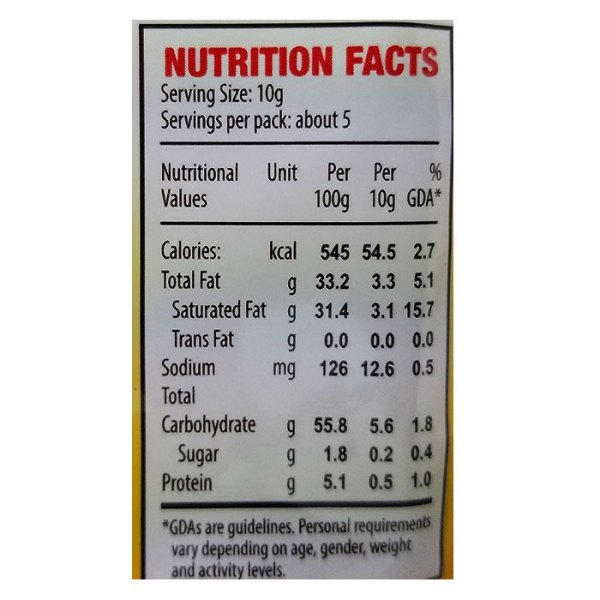 NUTRITION FACTS
Serving Size: 10g
Servings per pack: about 5
Nutritional Values Unit Per 100g Per 10g % GDA*
Calories: kcal 545 54.5 2.7
Total Fat g 33.2 3.3 5.1
Saturated Fat g 31.4 3.1 15.7
Trans Fat g 0.0 0.0 0.0
Sodium mg 126 12.6 0.5
Total
Carbohydrate g 55.8 5.6 1.8
Sugar g 1.8 0.2 0.4
Protein g 5.1 0.5 1.0
*GDAs are guidelines. Personal requirements
vary depending on age, gender, weight
and activity levels.